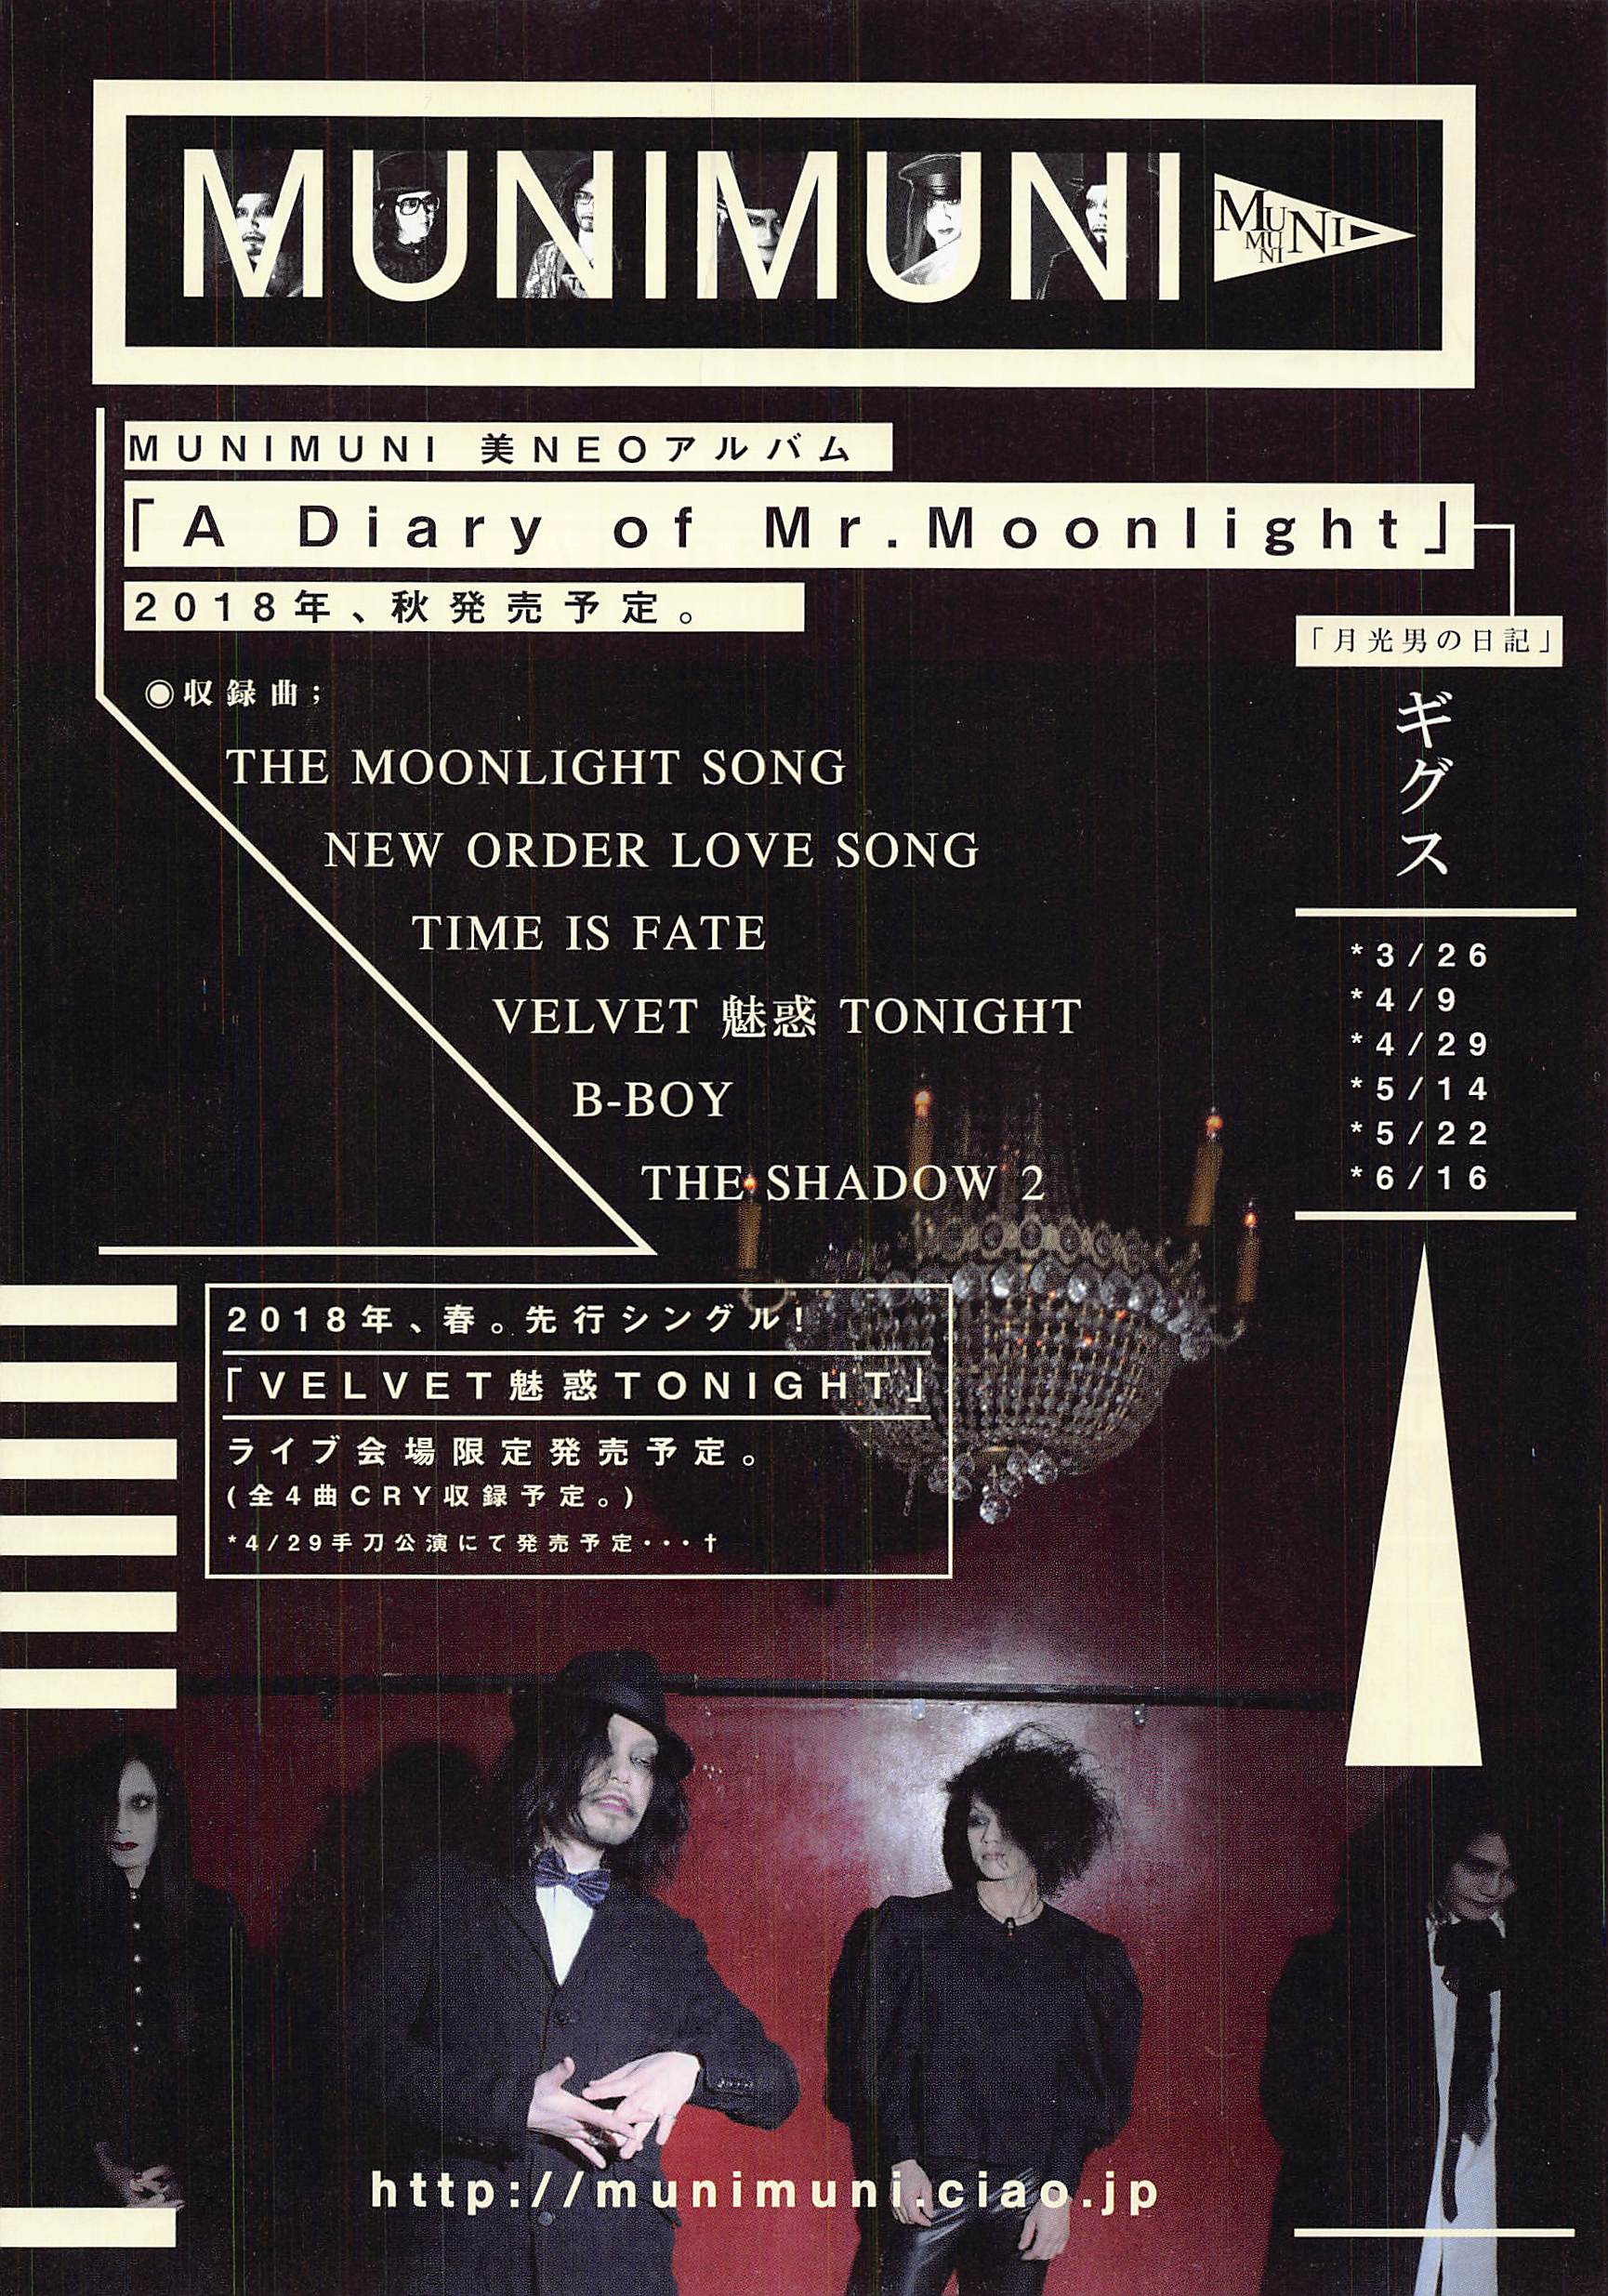 MUNIMUNI
MUNIMUNI
MUNIMUNI 美NEOアルバム
「A Diary of Mr.Moonlight」
2018年、秋発売予定。
「月光男の日記」
◉収録曲;
THE MOONLIGHT SONG
NEW ORDER LOVE SONG
TIME IS FATE
VELVET 魅惑 TONIGHT
B-BOY
THE SHADOW 2
ギグス
*3/26
*4/9
*4/29
*5/14
*5/22
*6/16
2018年、春。先行シングル!
「VELVET魅惑TONIGHT」
ライブ会場限定発売予定。
(全4曲CRY収録予定。)
*4/29手刀公演にて発売予定･･･†
http://munimuni.ciao.jp